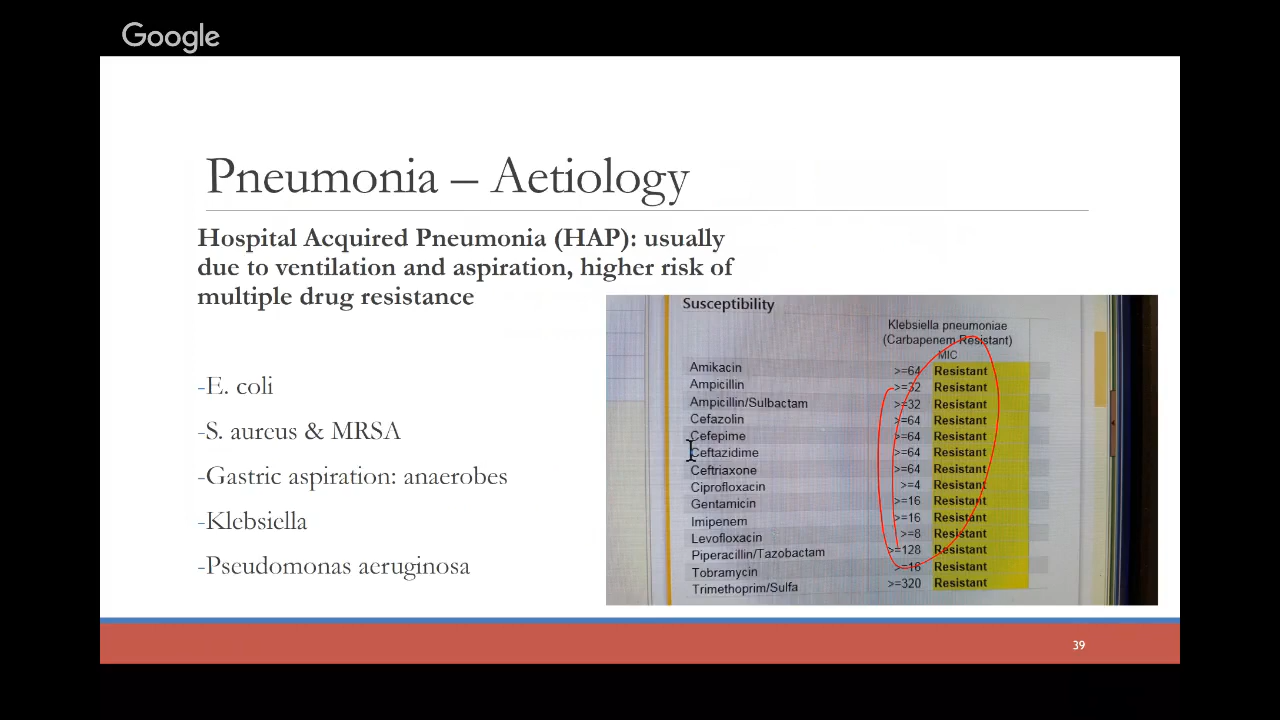 Google
Pneumonia – Aetiology
Hospital Acquired Pneumonia (HAP): usually
due to ventilation and aspiration, higher risk of
multiple drug resistance
-E. coli
-S. aureus & MRSA
-Gastric aspiration: anaerobes
-Klebsiella
-Pseudomonas aeruginosa
Susceptibility
Klebsiella pneumoniae
(Carbapenem Resistant)
MIC
Amikacin >=64 Resistant
Ampicillin >=32 Resistant
Ampicillin/Sulbactam >=32 Resistant
Cefazolin >=64 Resistant
Cefepime >=64 Resistant
Ceftazidime >=64 Resistant
Ceftriaxone >=64 Resistant
Ciprofloxacin >=4 Resistant
Gentamicin >=16 Resistant
Imipenem >=16 Resistant
Levofloxacin >=8 Resistant
Piperacillin/Tazobactam >=128 Resistant
Tobramycin >=16 Resistant
Trimethoprim/Sulfa >=320 Resistant
39